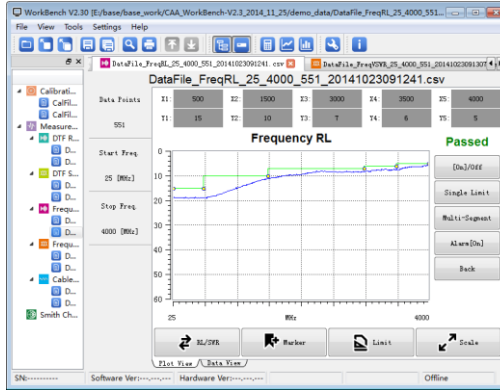 WorkBench V2.30 [E:/base/base_work/CAA_WorkBench-V2.3_2014_11_25/demo_data/DataFile_FreqRL_25_4000_551...
File View Tools Settings Help
DataFile_FreqRL_25_4000_551_20141023091241.csv
DataFile_FreqVSWR_25_4000_551_2014102309130
DataFile_FreqRL_25_4000_551_20141023091241.csv
Calibrati...
CalFil...
CalFil...
Measure...
DTF R...
D...
DTF S...
D...
Frequ...
D...
D...
Frequ...
D...
D...
Cable...
D...
D...
Smith Ch...
Data Points
551
Start Freq
25 [MHz]
Stop Freq
4000 [MHz]
X1: 500 X2: 1500 X3: 3000 X4: 3500 X5: 4000
Y1: 15 Y2: 10 Y3: 7 Y4: 6 Y5: 5
Frequency RL
Passed
0
10
20
30
40
50
60
25 MHz 4000
[On]/Off
Single Limit
Multi-Segment
Alarm[On]
Back
RL/SWR
Marker
Limit
Scale
Plot View
Data View
SN:---------- Software Ver:---,---,--- Hardware Ver:---,---,--- Offline